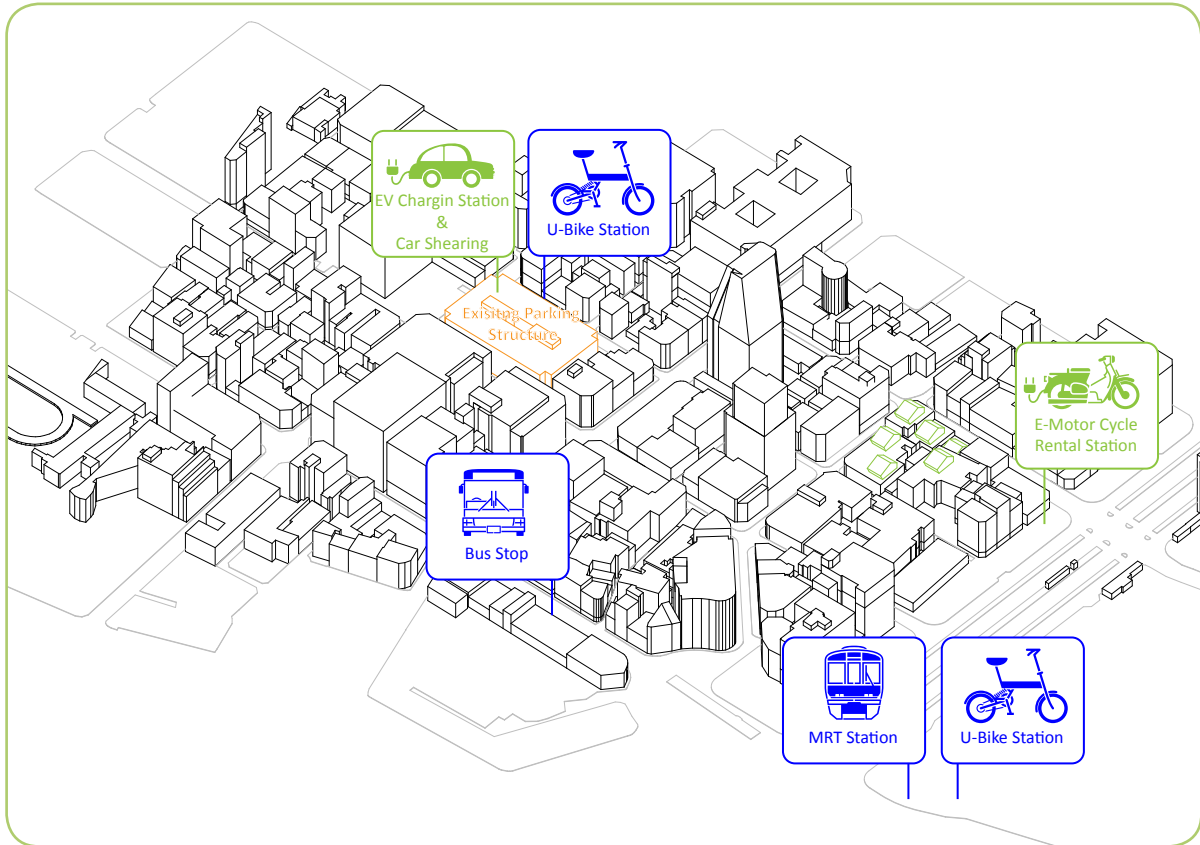 EV Chargin Station
&
Car Shearing
U-Bike Station
Exisitng Parking
Structure
E-Motor Cycle
Rental Station
Bus Stop
MRT Station
U-Bike Station